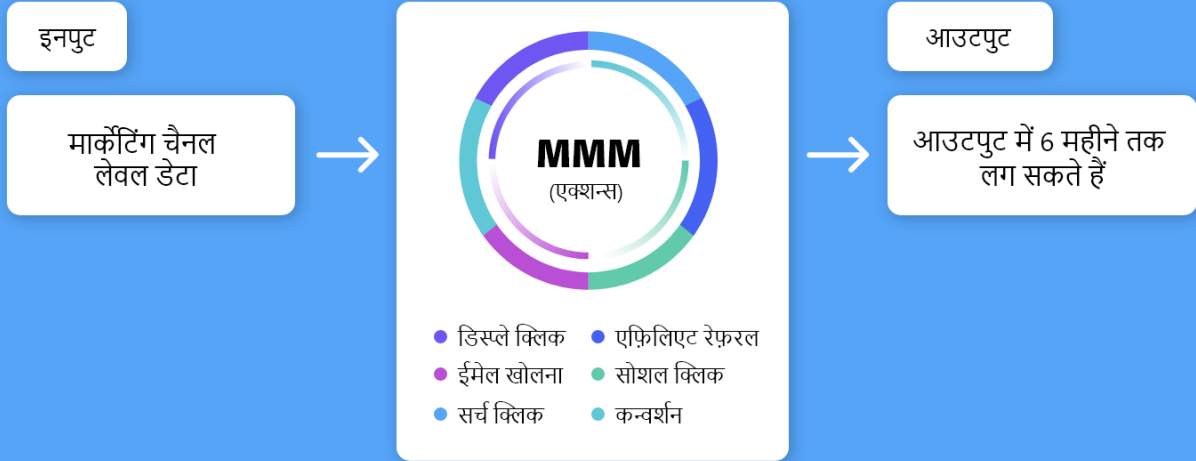 इनपुट
मार्केटिंग चैनल
लेवल डेटा
MMM
(एक्शन्स)
डिस्प्ले क्लिक
एफ़िलिएट रेफ़रल
ईमेल खोलना
सोशल क्लिक
सर्च क्लिक
कन्वर्शन
आउटपुट
आउटपुट में 6 महीने तक
लग सकते हैं